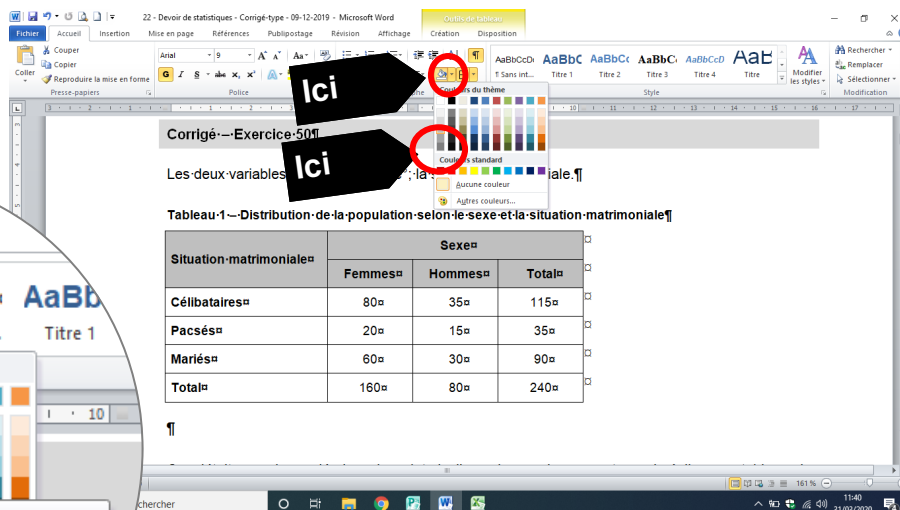 22 - Devoir de statistiques - Corrigé-type - 09-12-2019 - Microsoft Word
Outils de tableau
Fichier Accueil Insertion Mise en page Références Publipostage Révision Affichage Création Disposition
Coller
Couper
Copier
Reproduire la mise en forme
Presse-papiers
Arial 9
Police
Style
Modification
AaBbCcDc AaBbC AaBbCc AaBbC AaBbCcD AaB
¶ Sans int... Titre 1 Titre 2 Titre 3 Titre 4 Titre
Modifier les styles
Rechercher
Remplacer
Sélectionner
Ici
Couleurs du thème
Couleurs standard
Aucune couleur
Autres couleurs...
Corrigé·–·Exercice·50¶
Ici
Les·deux·variables
Tableau·1·–·Distribution·de·la·population·selon·le·sexe·et·la·situation·matrimoniale¶
Situation·matrimoniale¤ Sexe¤
Femmes¤ Hommes¤ Total¤
Célibataires¤ 80¤ 35¤ 115¤
Pacsés¤ 20¤ 15¤ 35¤
Mariés¤ 60¤ 30¤ 90¤
Total¤ 160¤ 80¤ 240¤
¶
AaBb
Titre 1
10
161 %
11:40
21/02/2020